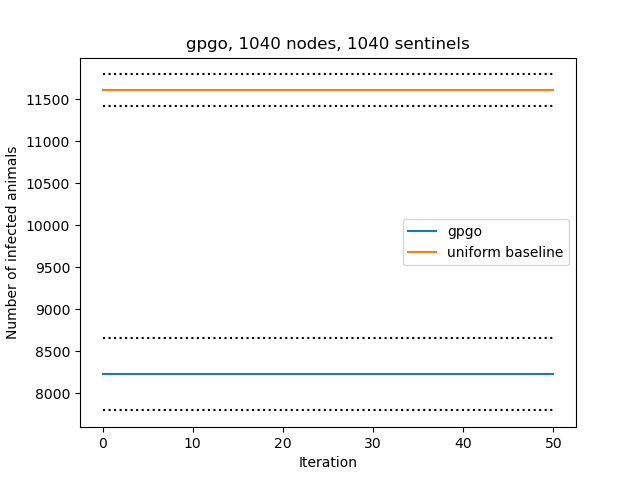 gpgo, 1040 nodes, 1040 sentinels
Number of infected animals
11500
11000
10500
10000
9500
9000
8500
8000
gpgo
uniform baseline
0 10 20 30 40 50
Iteration